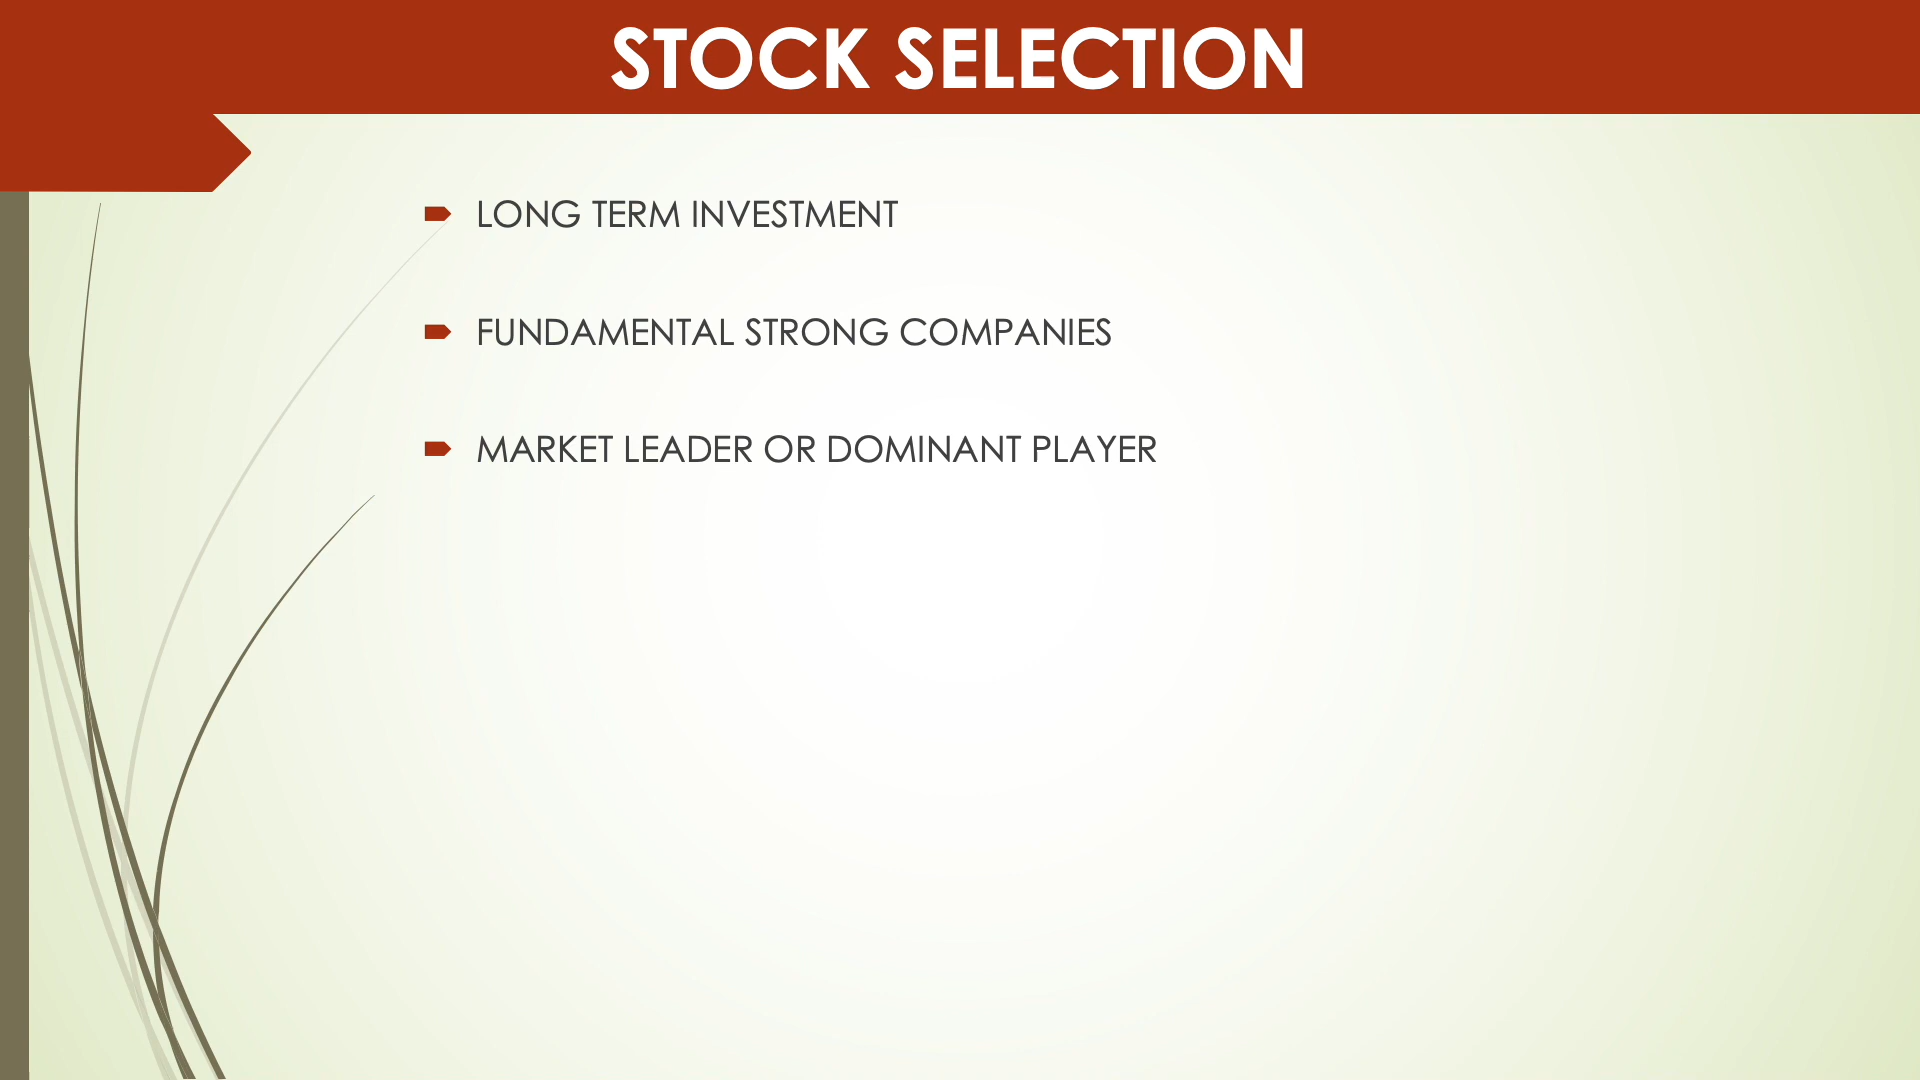 STOCK SELECTION
LONG TERM INVESTMENT
FUNDAMENTAL STRONG COMPANIES
MARKET LEADER OR DOMINANT PLAYER